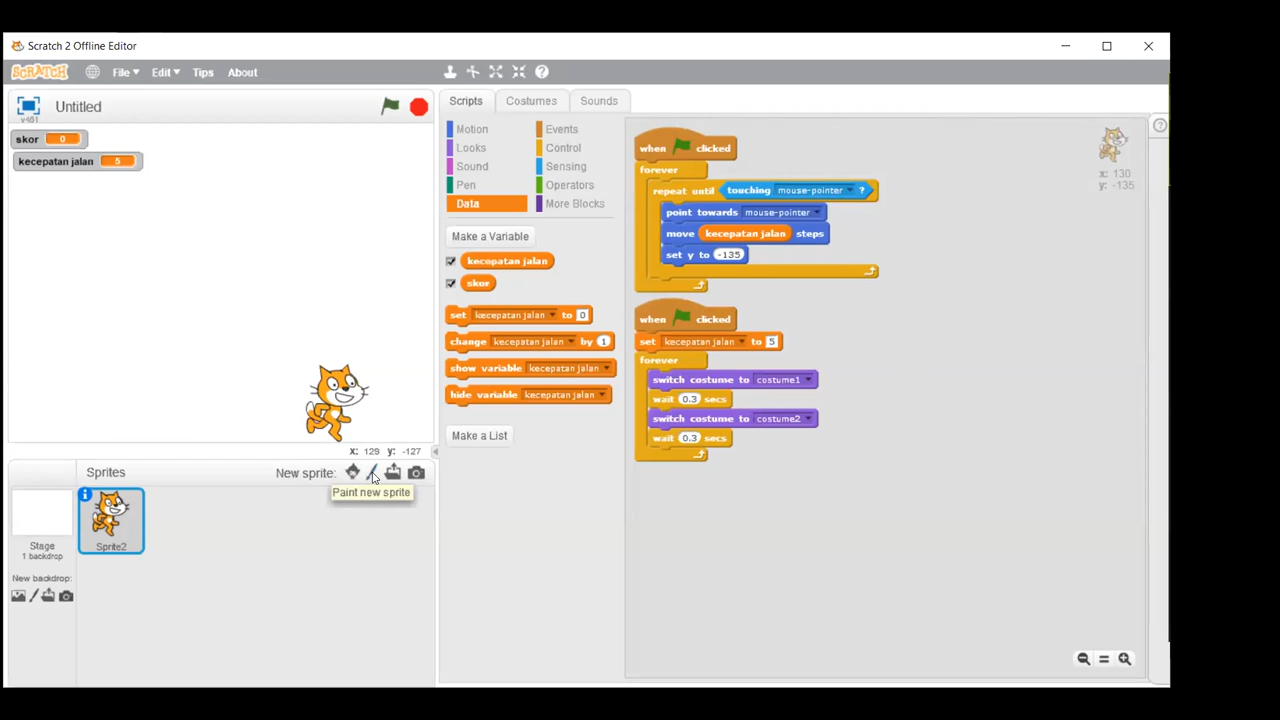 Scratch 2 Offline Editor
SCRATCH File Edit Tips About
v461 Untitled
skor 0
kecepatan jalan 5
x: 129 y: -127
Sprites New sprite:
Paint new sprite
Stage
1 backdrop
New backdrop:
Sprite2
Scripts Costumes Sounds
Motion Events
Looks Control
Sound Sensing
Pen Operators
Data More Blocks
Make a Variable
kecepatan jalan
skor
set kecepatan jalan to 0
change kecepatan jalan by 1
show variable kecepatan jalan
hide variable kecepatan jalan
Make a List
when clicked
forever
repeat until touching mouse-pointer ?
point towards mouse-pointer
move kecepatan jalan steps
set y to -135
when clicked
set kecepatan jalan to 5
forever
switch costume to costume1
wait 0.3 secs
switch costume to costume2
wait 0.3 secs
x: 130
y: -135